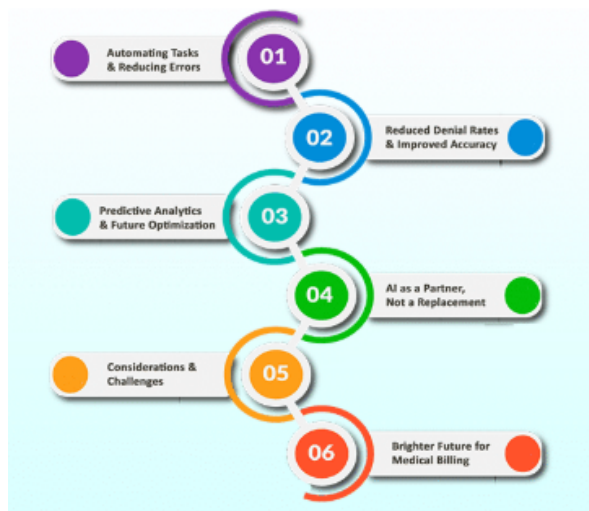 01
Automating Tasks
& Reducing Errors
02
Reduced Denial Rates
& Improved Accuracy
03
Predictive Analytics
& Future Optimization
04
AI as a Partner,
Not a Replacement
05
Considerations &
Challenges
06
Brighter Future for
Medical Billing